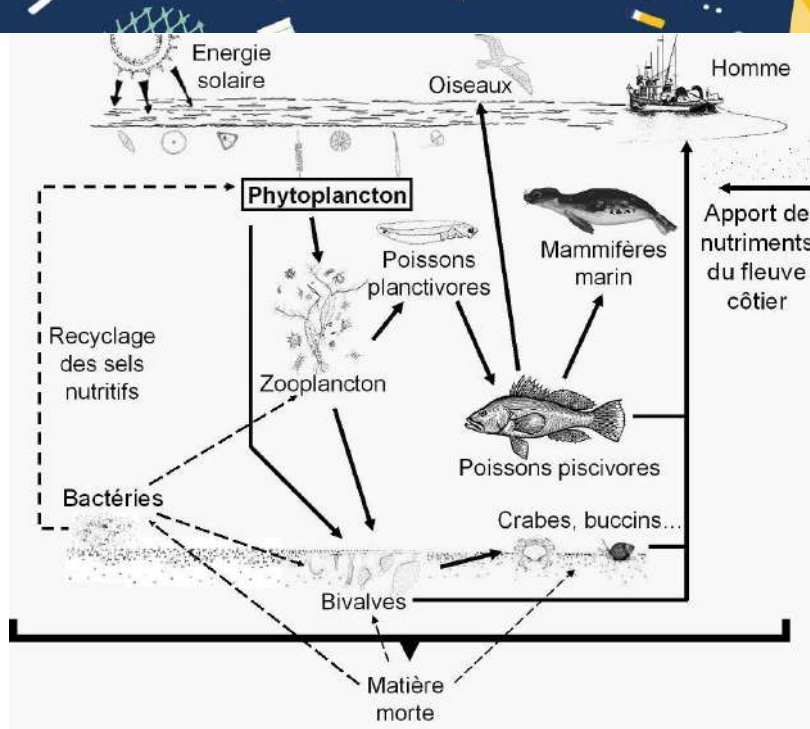 Energie
solaire
Oiseaux
Homme
Phytoplancton
Poissons
planctivores
Mammifères
marin
Apport de
nutriments
du fleuve
côtier
Recyclage
des sels
nutritifs
Zooplancton
Poissons piscivores
Bactéries
Crabes, buccins...
Bivalves
Matière
morte